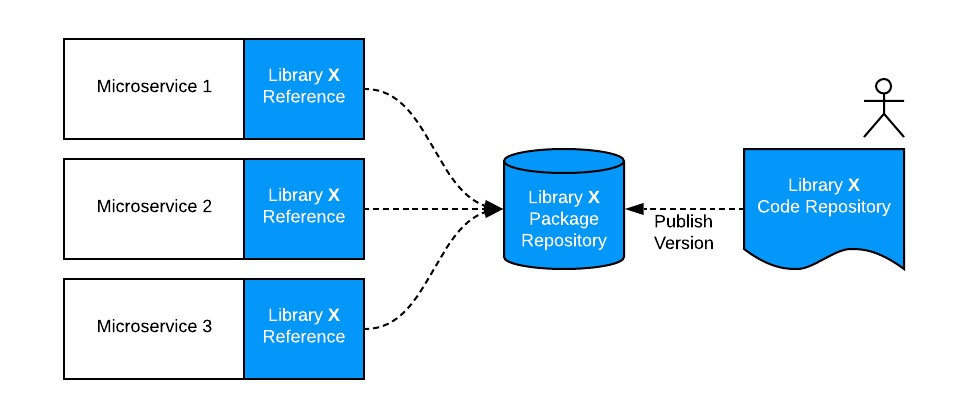 Microservice 1
Library X
Reference
Microservice 2
Library X
Reference
Microservice 3
Library X
Reference
Library X
Package
Repository
Publish
Version
Library X
Code Repository